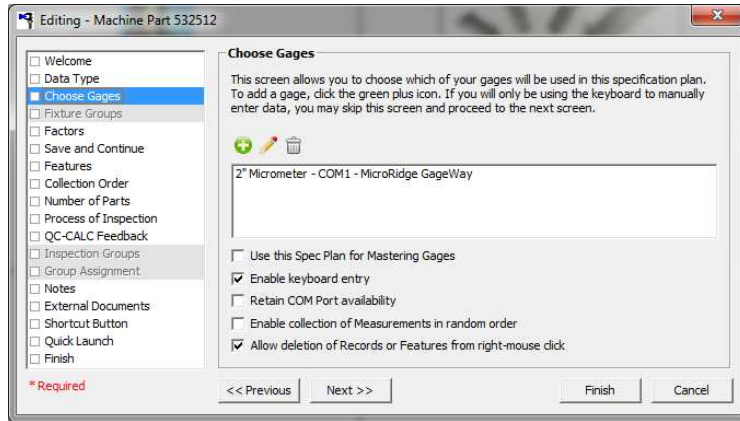 Editing - Machine Part 532512
Welcome
Data Type
Choose Gages
Fixture Groups
Factors
Save and Continue
Features
Collection Order
Number of Parts
Process of Inspection
QC-CALC Feedback
Inspection Groups
Group Assignment
Notes
External Documents
Shortcut Button
Quick Launch
Finish
* Required
Choose Gages
This screen allows you to choose which of your gages will be used in this specification plan.
To add a gage, click the green plus icon. If you will only be using the keyboard to manually
enter data, you may skip this screen and proceed to the next screen.
2" Micrometer - COM1 - MicroRidge GageWay
Use this Spec Plan for Mastering Gages
Enable keyboard entry
Retain COM Port availability
Enable collection of Measurements in random order
Allow deletion of Records or Features from right-mouse click
<< Previous
Next >>
Finish
Cancel